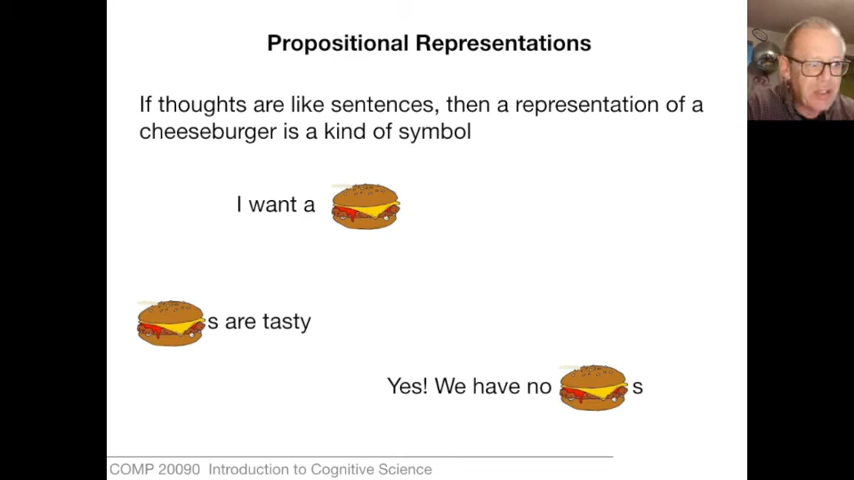 Propositional Representations
If thoughts are like sentences, then a representation of a
cheeseburger is a kind of symbol
I want a
s are tasty
Yes! We have no s
COMP 20090 Introduction to Cognitive Science